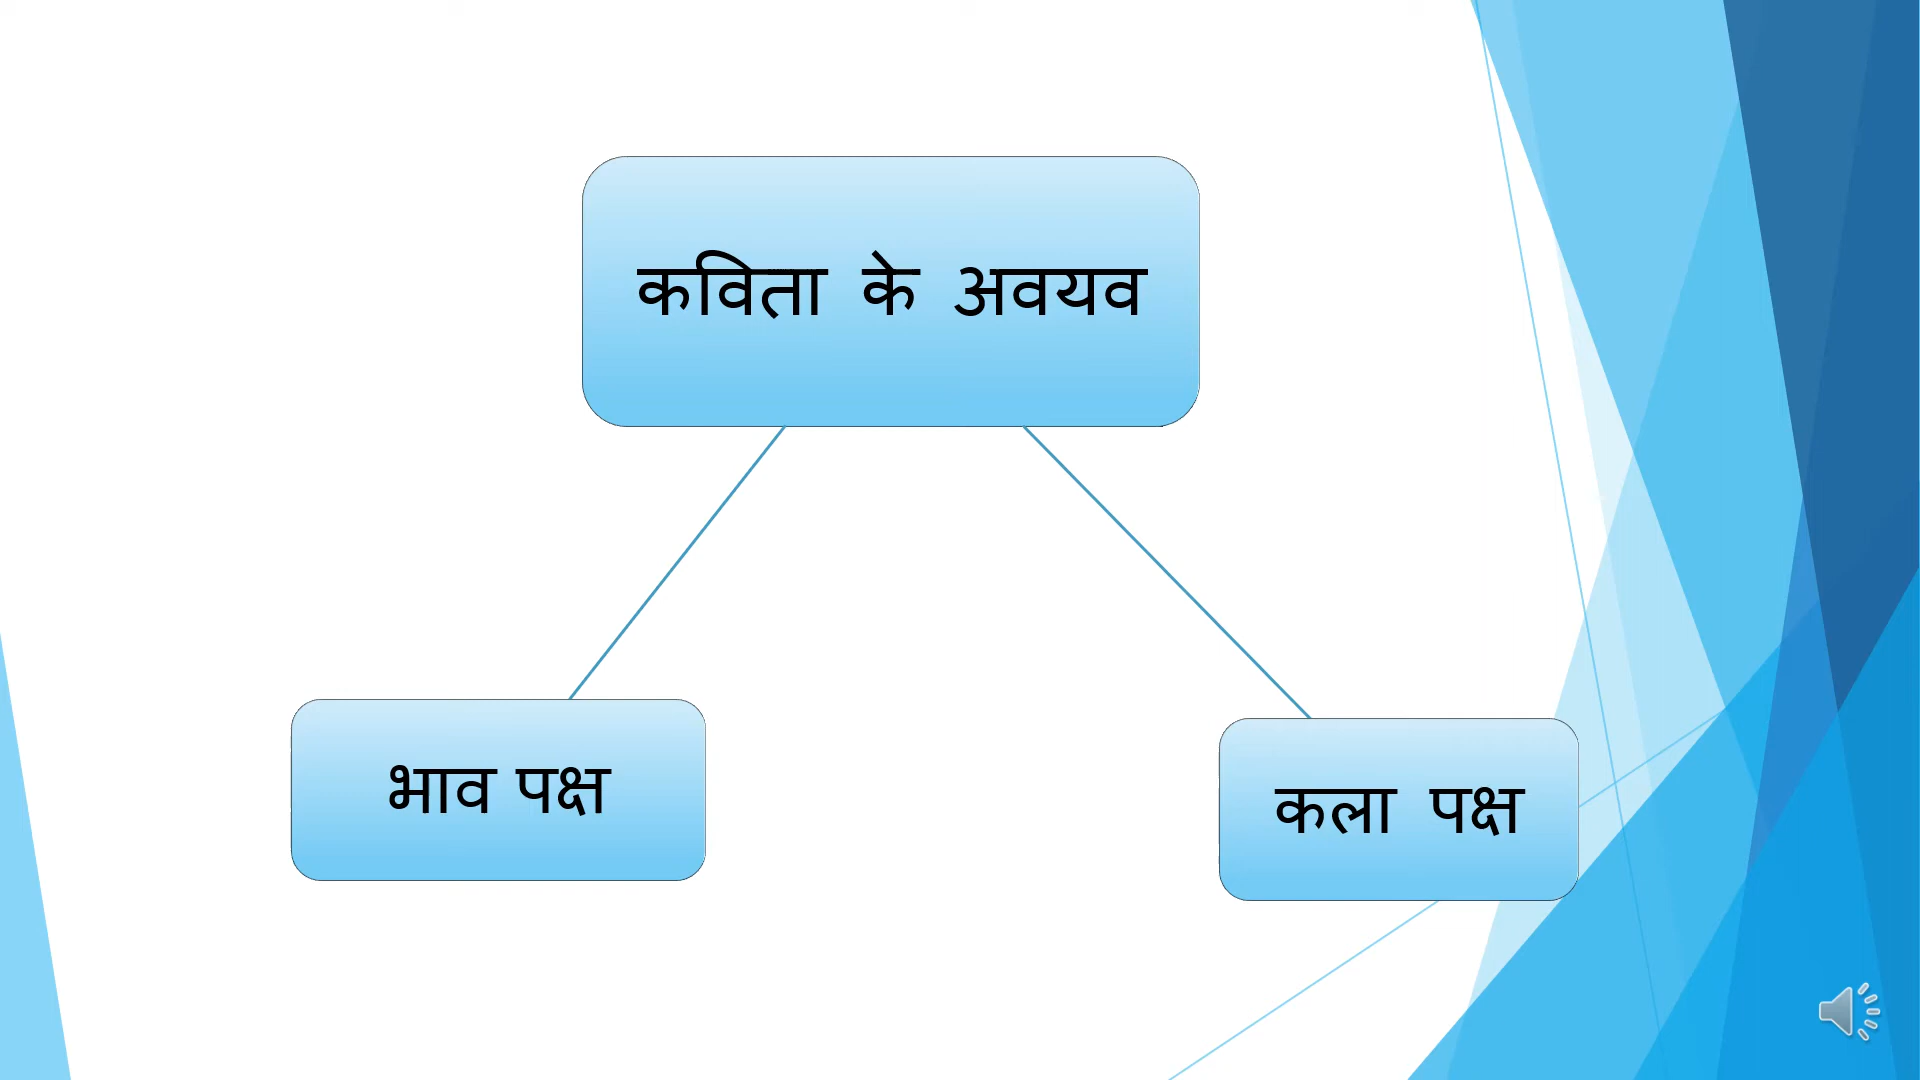 कविता के अवयव
भाव पक्ष
कला पक्ष